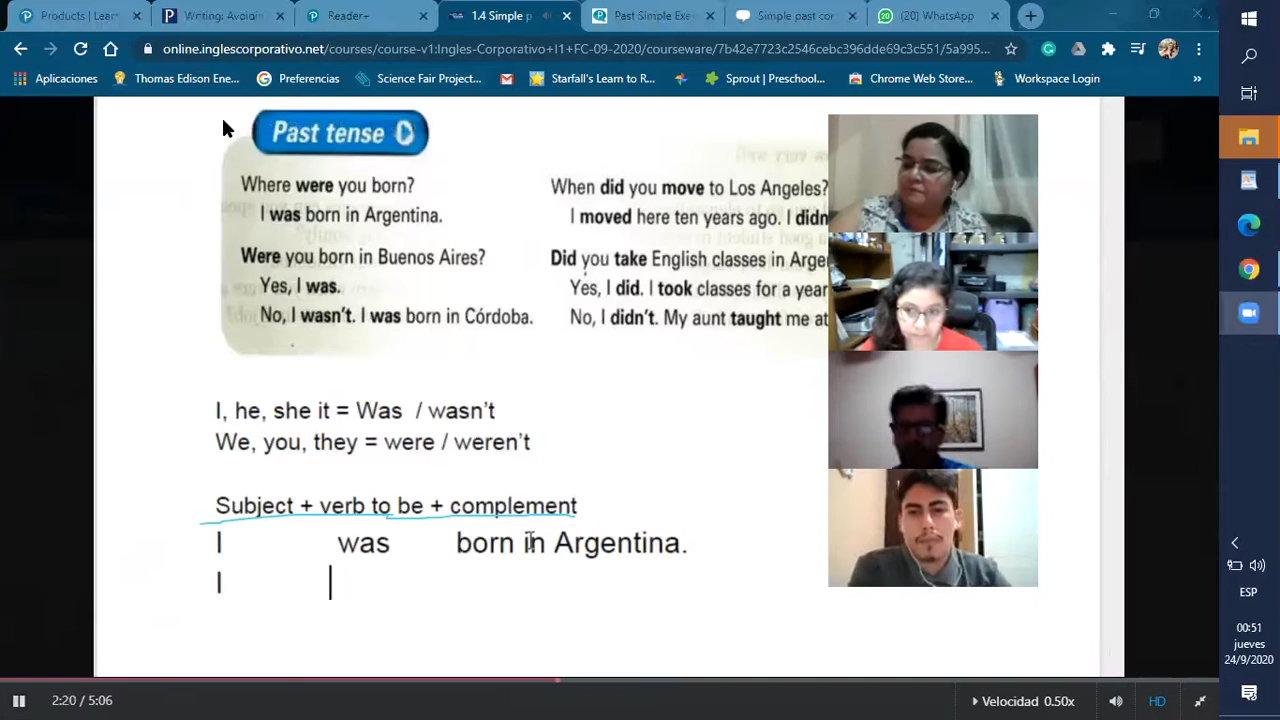 Products | Learn
Writing: Avoidin
Reader+
1.4 Simple p
Past Simple Exe
Simple past cor
(20) WhatsApp
online.inglescorporativo.net/courses/course-v1:Ingles-Corporativo+I1+FC-09-2020/courseware/7b42e7723c2546cebc396dde69c3c551/5a995...
Aplicaciones
Thomas Edison Ene...
Preferencias
Science Fair Project...
Starfall's Learn to R...
Sprout | Preschool...
Chrome Web Store...
Workspace Login
»
Past tense
Where were you born?
I was born in Argentina.
Were you born in Buenos Aires?
Yes, I was.
No, I wasn't. I was born in Córdoba.
When did you move to Los Angeles?
I moved here ten years ago. I didn
Did you take English classes in Arge
Yes, I did. I took classes for a year
No, I didn't. My aunt taught me at
I, he, she it = Was / wasn't
We, you, they = were / weren't
Subject + verb to be + complement
I was born in Argentina.
I
2:20 / 5:06
Velocidad 0.50x
HD
ESP
00:51
jueves
24/9/2020